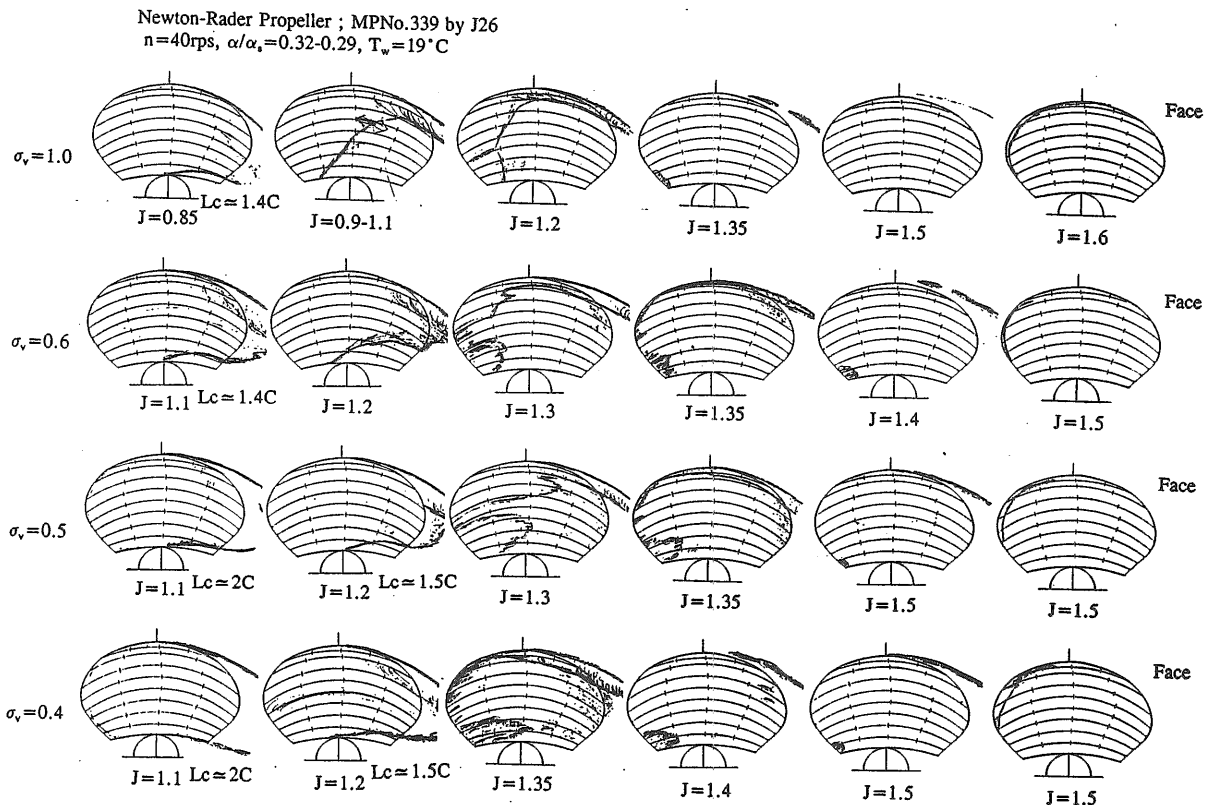 Newton-Rader Propeller ; MPNo.339 by J26
n=40rps, α/αₛ=0.32-0.29, T_w=19°C
Face
σᵥ=1.0
Lc≃1.4C
J=0.85 J=0.9-1.1 J=1.2 J=1.35 J=1.5 J=1.6
Face
σᵥ=0.6
J=1.1 Lc≃1.4C J=1.2 J=1.3 J=1.35 J=1.4 J=1.5
Face
σᵥ=0.5
J=1.1 Lc≃2C J=1.2 Lc≃1.5C J=1.3 J=1.35 J=1.5 J=1.5
Face
σᵥ=0.4
J=1.1 Lc≃2C J=1.2 Lc≃1.5C J=1.35 J=1.4 J=1.5 J=1.5